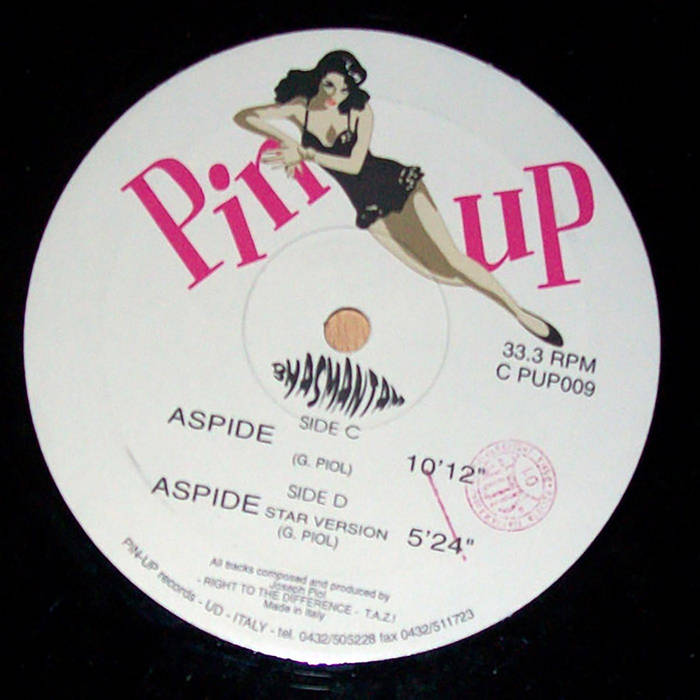 Pin up
33.3 RPM
C PUP009
BHASMANTAM
SIDE C
ASPIDE
(G. PIOL) 10'12"
SIDE D
ASPIDE STAR VERSION 5'24"
(G. PIOL)
All tracks composed and produced by
Joseph Piol
- RIGHT TO THE DIFFERENCE - T.A.Z.!
Made in Italy
PIN-UP records - UD - ITALY - tel. 0432/505228 fax 0432/511723